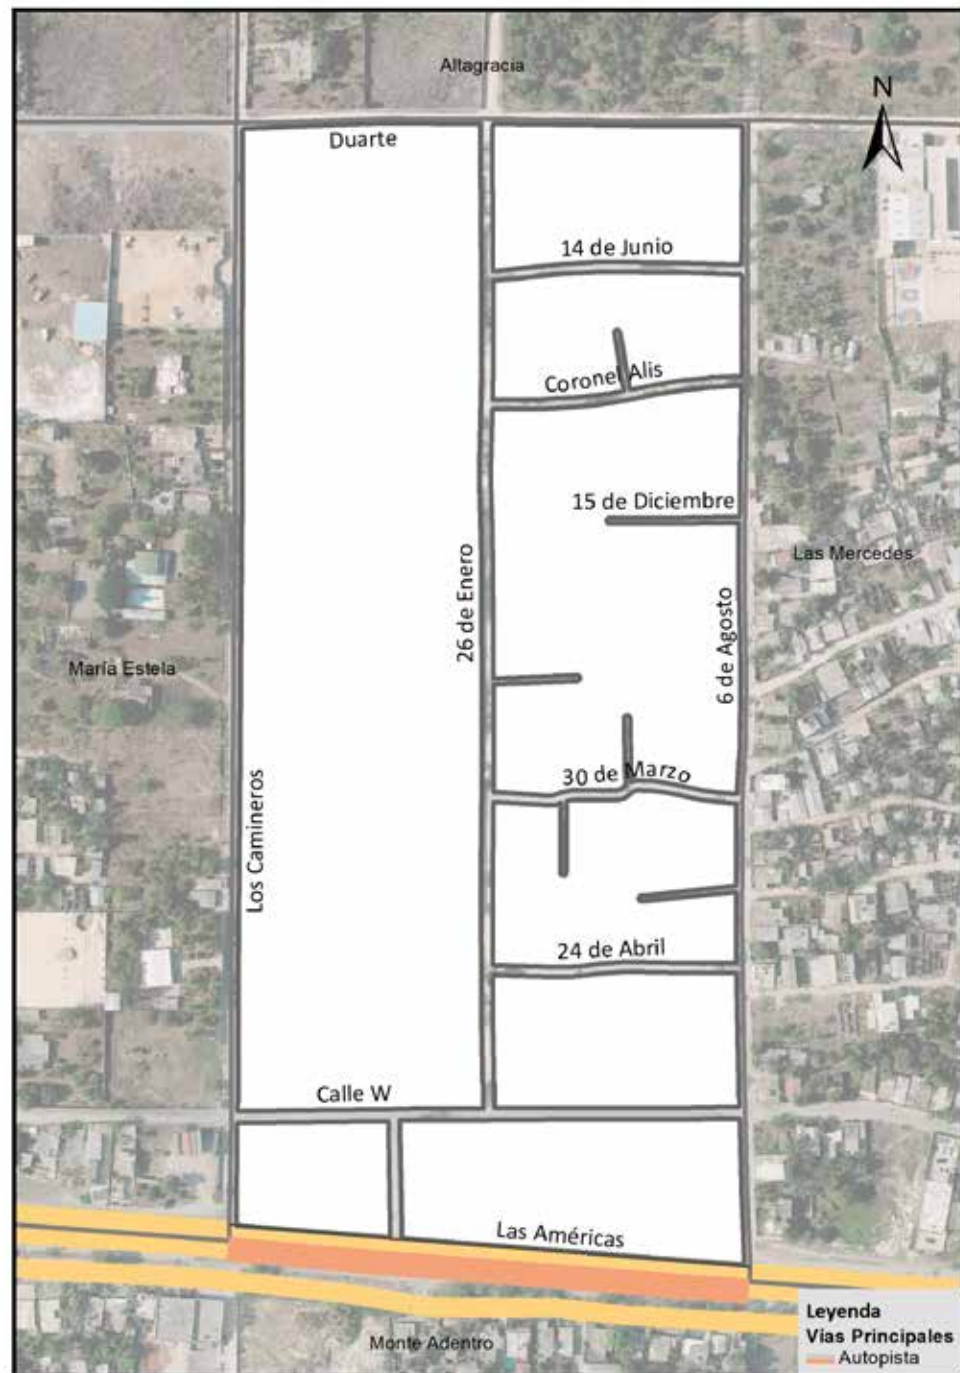 Altagracia
N
Duarte
14 de Junio
Coronel Alis
15 de Diciembre
Las Mercedes
26 de Enero
6 de Agosto
María Estela
30 de Marzo
Los Camineros
24 de Abril
Calle W
Las Américas
Monte Adentro
Leyenda
Vías Principales
Autopista